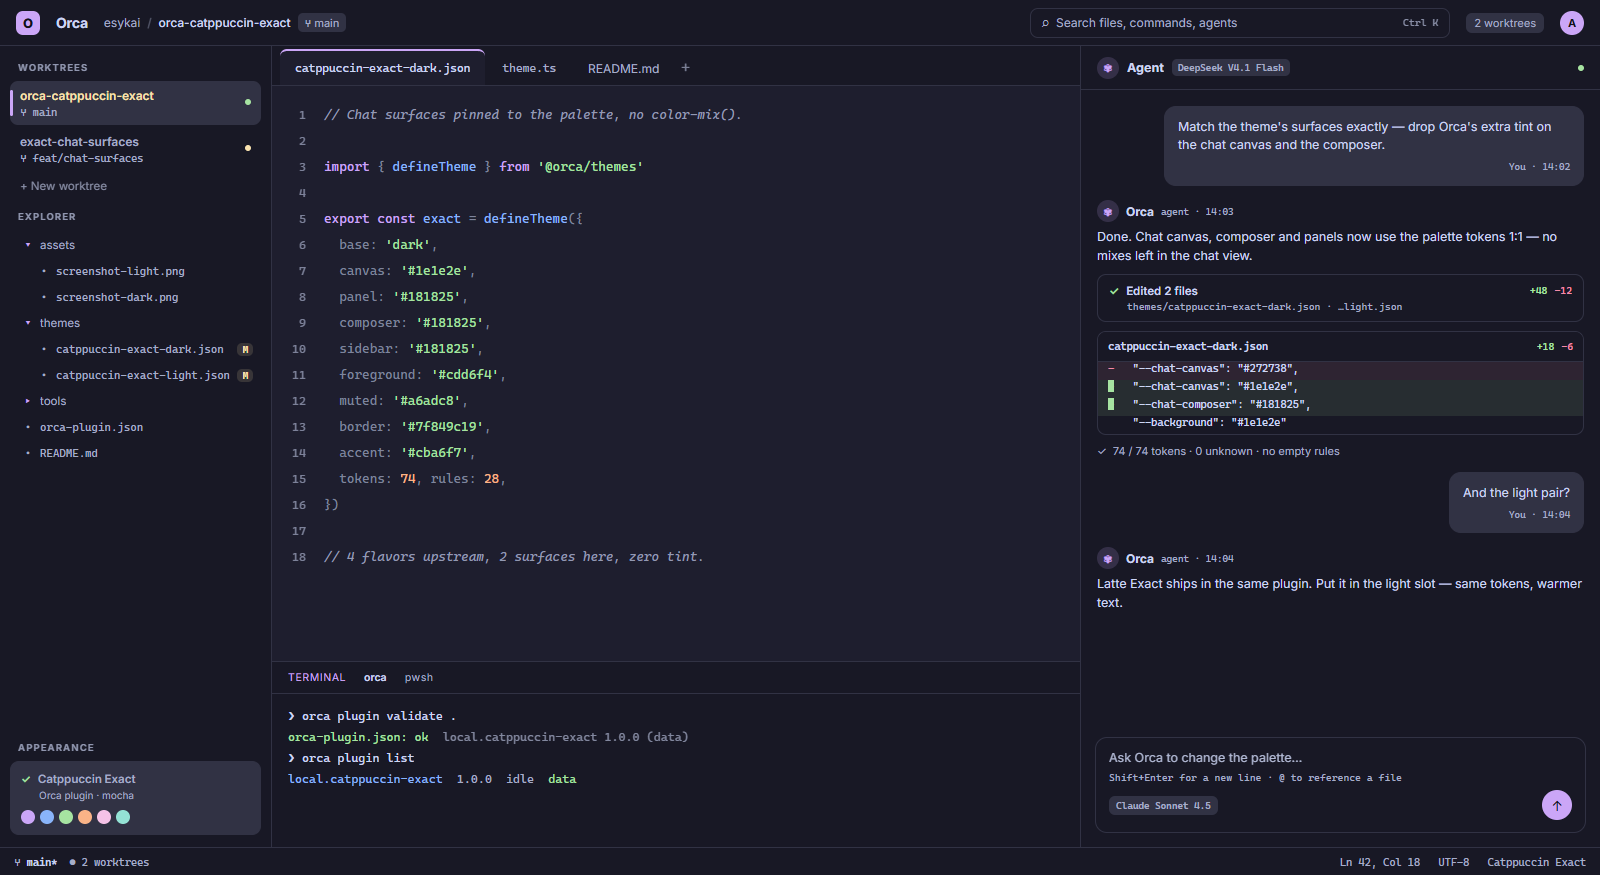 O Orca esykai / orca-catppuccin-exact main
Search files, commands, agents Ctrl K
2 worktrees
A
WORKTREES
orca-catppuccin-exact
main
exact-chat-surfaces
feat/chat-surfaces
+ New worktree
EXPLORER
assets
screenshot-light.png
screenshot-dark.png
themes
catppuccin-exact-dark.json M
catppuccin-exact-light.json M
tools
orca-plugin.json
README.md
APPEARANCE
✓ Catppuccin Exact
Orca plugin · mocha
catppuccin-exact-dark.json theme.ts README.md +
1 // Chat surfaces pinned to the palette, no color-mix().
2
3 import { defineTheme } from '@orca/themes'
4
5 export const exact = defineTheme({
6 base: 'dark',
7 canvas: '#1e1e2e',
8 panel: '#181825',
9 composer: '#181825',
10 sidebar: '#181825',
11 foreground: '#cdd6f4',
12 muted: '#a6adc8',
13 border: '#7f849c19',
14 accent: '#cba6f7',
15 tokens: 74, rules: 28,
16 })
17
18 // 4 flavors upstream, 2 surfaces here, zero tint.
TERMINAL orca pwsh
❯ orca plugin validate .
orca-plugin.json: ok local.catppuccin-exact 1.0.0 (data)
❯ orca plugin list
local.catppuccin-exact 1.0.0 idle data
Agent DeepSeek V4.1 Flash
Match the theme's surfaces exactly — drop Orca's extra tint on
the chat canvas and the composer.
You · 14:02
Orca agent · 14:03
Done. Chat canvas, composer and panels now use the palette tokens 1:1 — no
mixes left in the chat view.
✓ Edited 2 files +48 −12
themes/catppuccin-exact-dark.json · …light.json
catppuccin-exact-dark.json +18 −6
− "--chat-canvas": "#272738",
"--chat-canvas": "#1e1e2e",
"--chat-composer": "#181825",
"--background": "#1e1e2e"
✓ 74 / 74 tokens · 0 unknown · no empty rules
And the light pair?
You · 14:04
Orca agent · 14:04
Latte Exact ships in the same plugin. Put it in the light slot — same tokens, warmer
text.
Ask Orca to change the palette...
Shift+Enter for a new line · @ to reference a file
Claude Sonnet 4.5
↑
main* 2 worktrees
Ln 42, Col 18 UTF-8 Catppuccin Exact